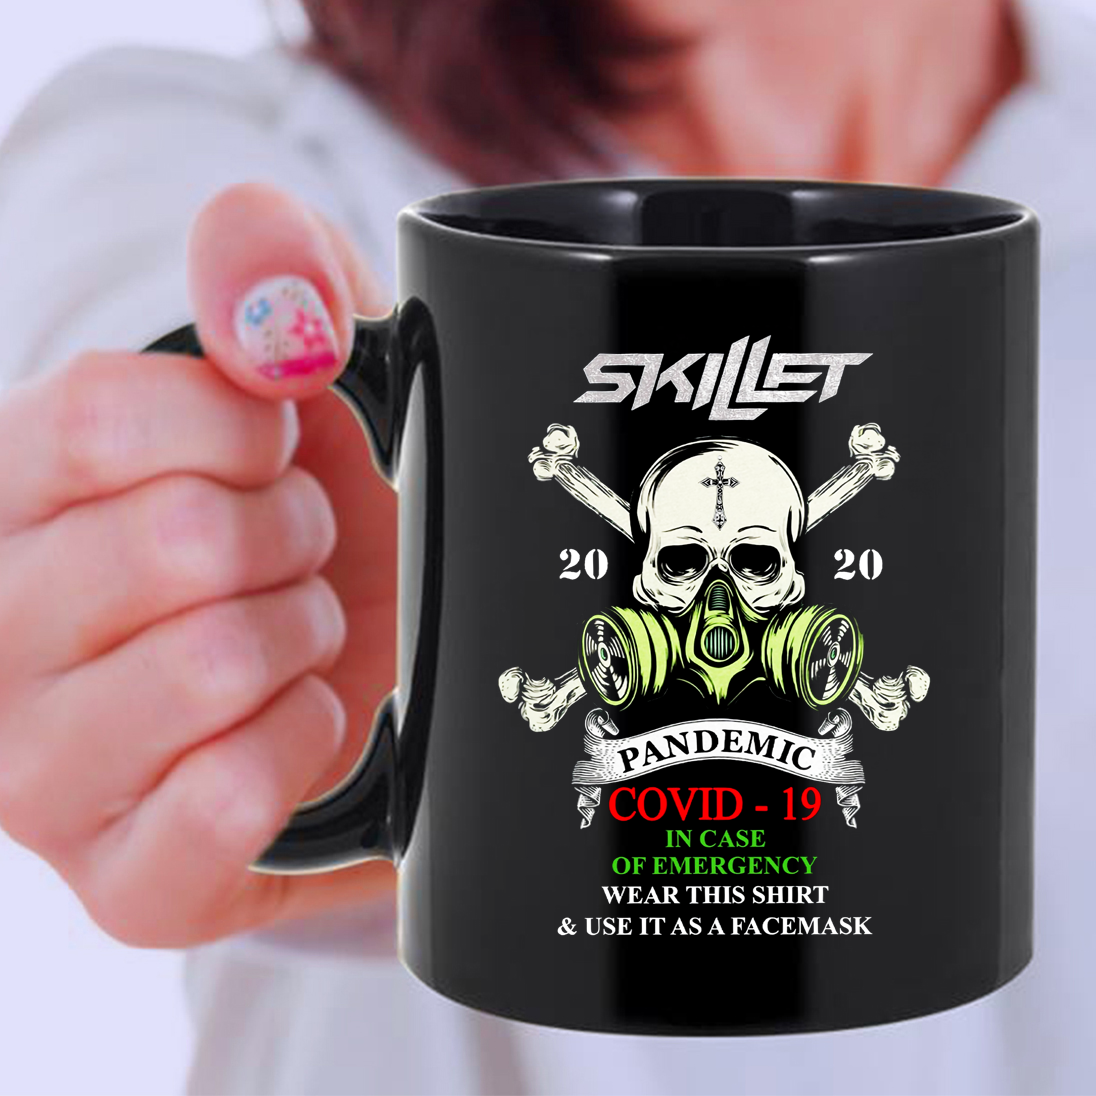 SKILLET
20 20
PANDEMIC
COVID - 19
IN CASE
OF EMERGENCY
WEAR THIS SHIRT
& USE IT AS A FACEMASK